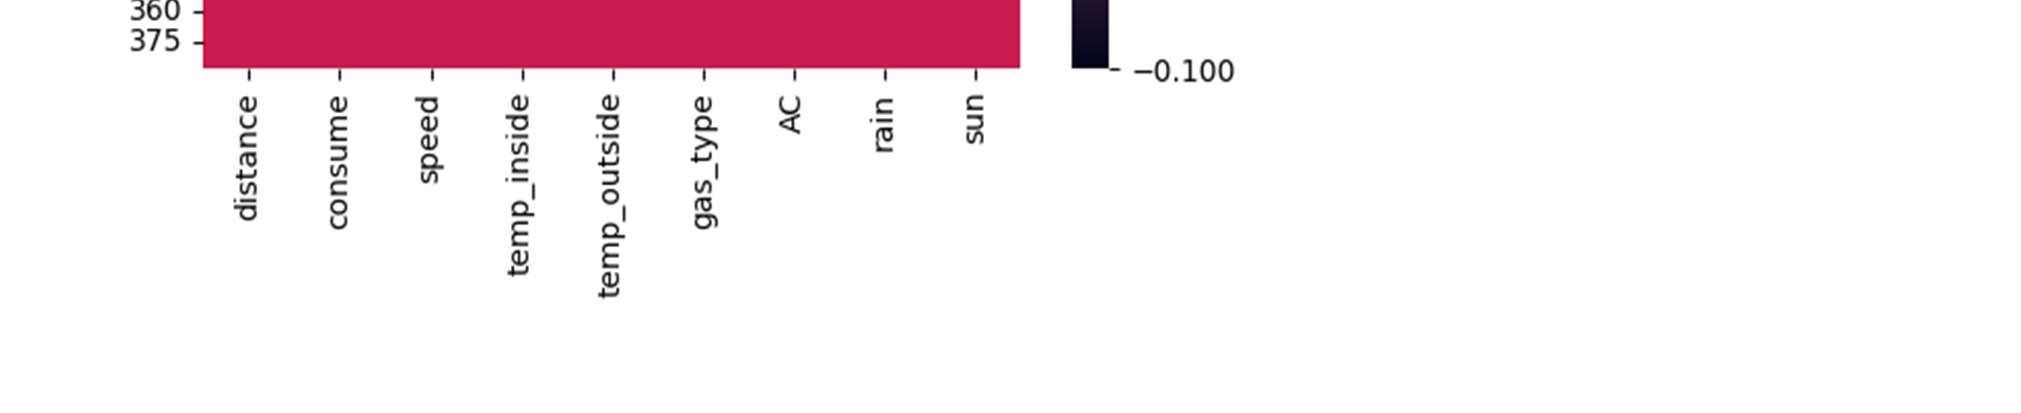 360
375
−0.100
distance
consume
speed
temp_inside
temp_outside
gas_type
AC
rain
sun